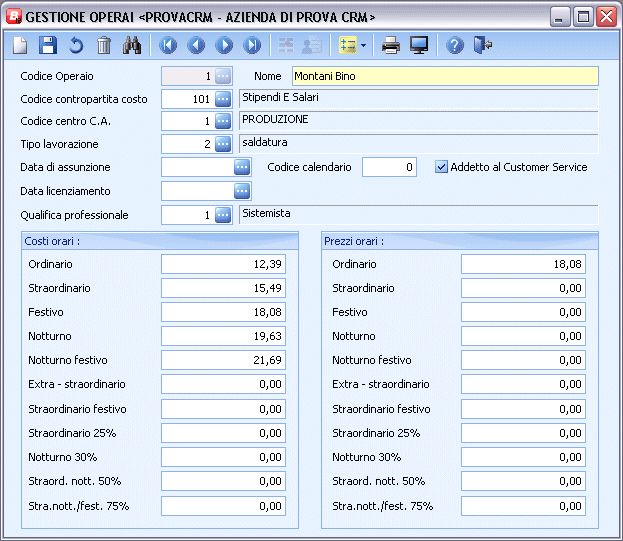 GESTIONE OPERAI <PROVACRM - AZIENDA DI PROVA CRM>
Codice Operaio 1 Nome Montani Bino
Codice contropartita costo 101 Stipendi E Salari
Codice centro C.A. 1 PRODUZIONE
Tipo lavorazione 2 saldatura
Data di assunzione Codice calendario 0 Addetto al Customer Service
Data licenziamento
Qualifica professionale 1 Sistemista
Costi orari :
Ordinario 12,39
Straordinario 15,49
Festivo 18,08
Notturno 19,63
Notturno festivo 21,69
Extra - straordinario 0,00
Straordinario festivo 0,00
Straordinario 25% 0,00
Notturno 30% 0,00
Straord. nott. 50% 0,00
Stra.nott./fest. 75% 0,00
Prezzi orari :
Ordinario 18,08
Straordinario 0,00
Festivo 0,00
Notturno 0,00
Notturno festivo 0,00
Extra - straordinario 0,00
Straordinario festivo 0,00
Straordinario 25% 0,00
Notturno 30% 0,00
Straord. nott. 50% 0,00
Stra.nott./fest. 75% 0,00